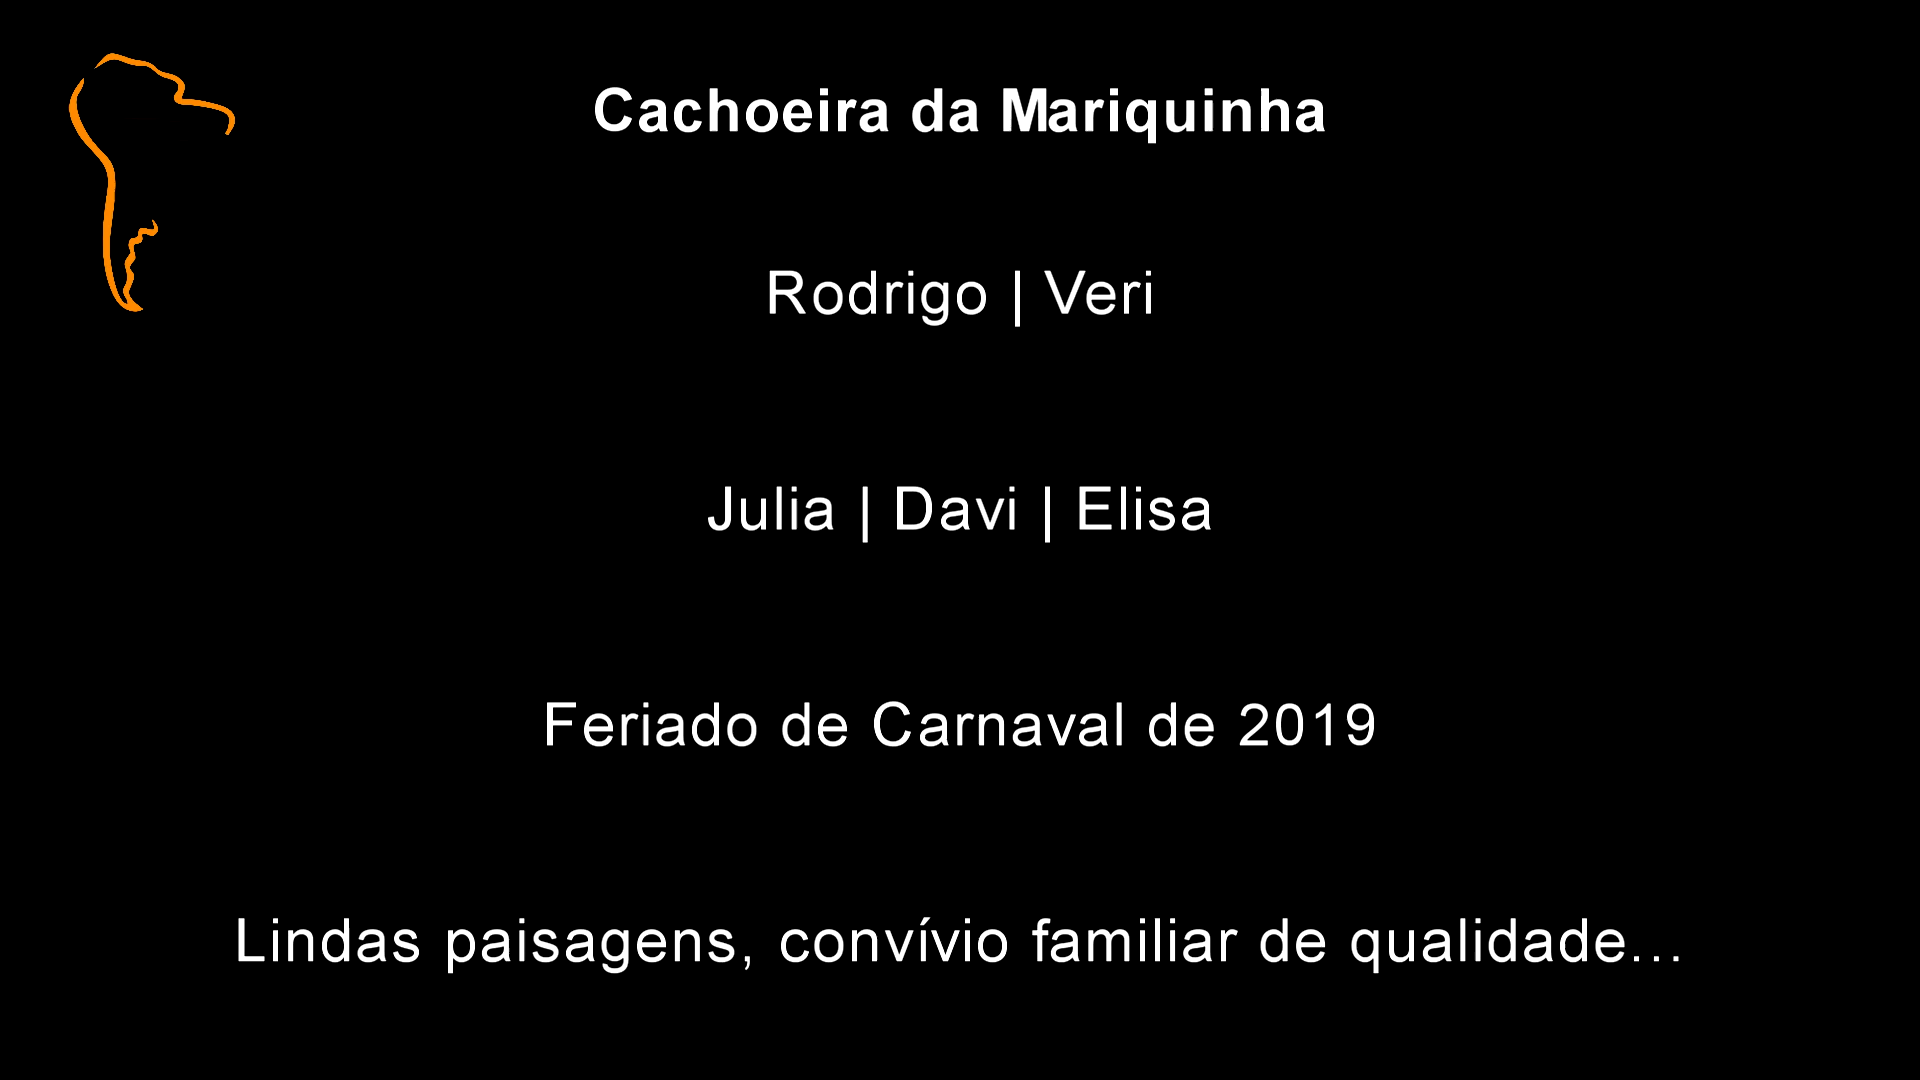 Cachoeira da Mariquinha
Rodrigo | Veri
Julia | Davi | Elisa
Feriado de Carnaval de 2019
Lindas paisagens, convívio familiar de qualidade...